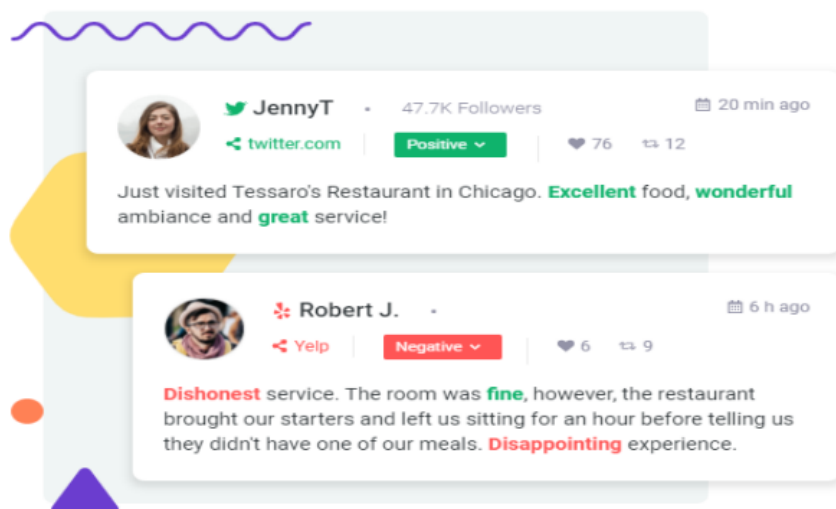 JennyT • 47.7K Followers 20 min ago
twitter.com Positive 76 12
Just visited Tessaro's Restaurant in Chicago. Excellent food, wonderful
ambiance and great service!
Robert J. • 6 h ago
Yelp Negative 6 9
Dishonest service. The room was fine, however, the restaurant
brought our starters and left us sitting for an hour before telling us
they didn't have one of our meals. Disappointing experience.